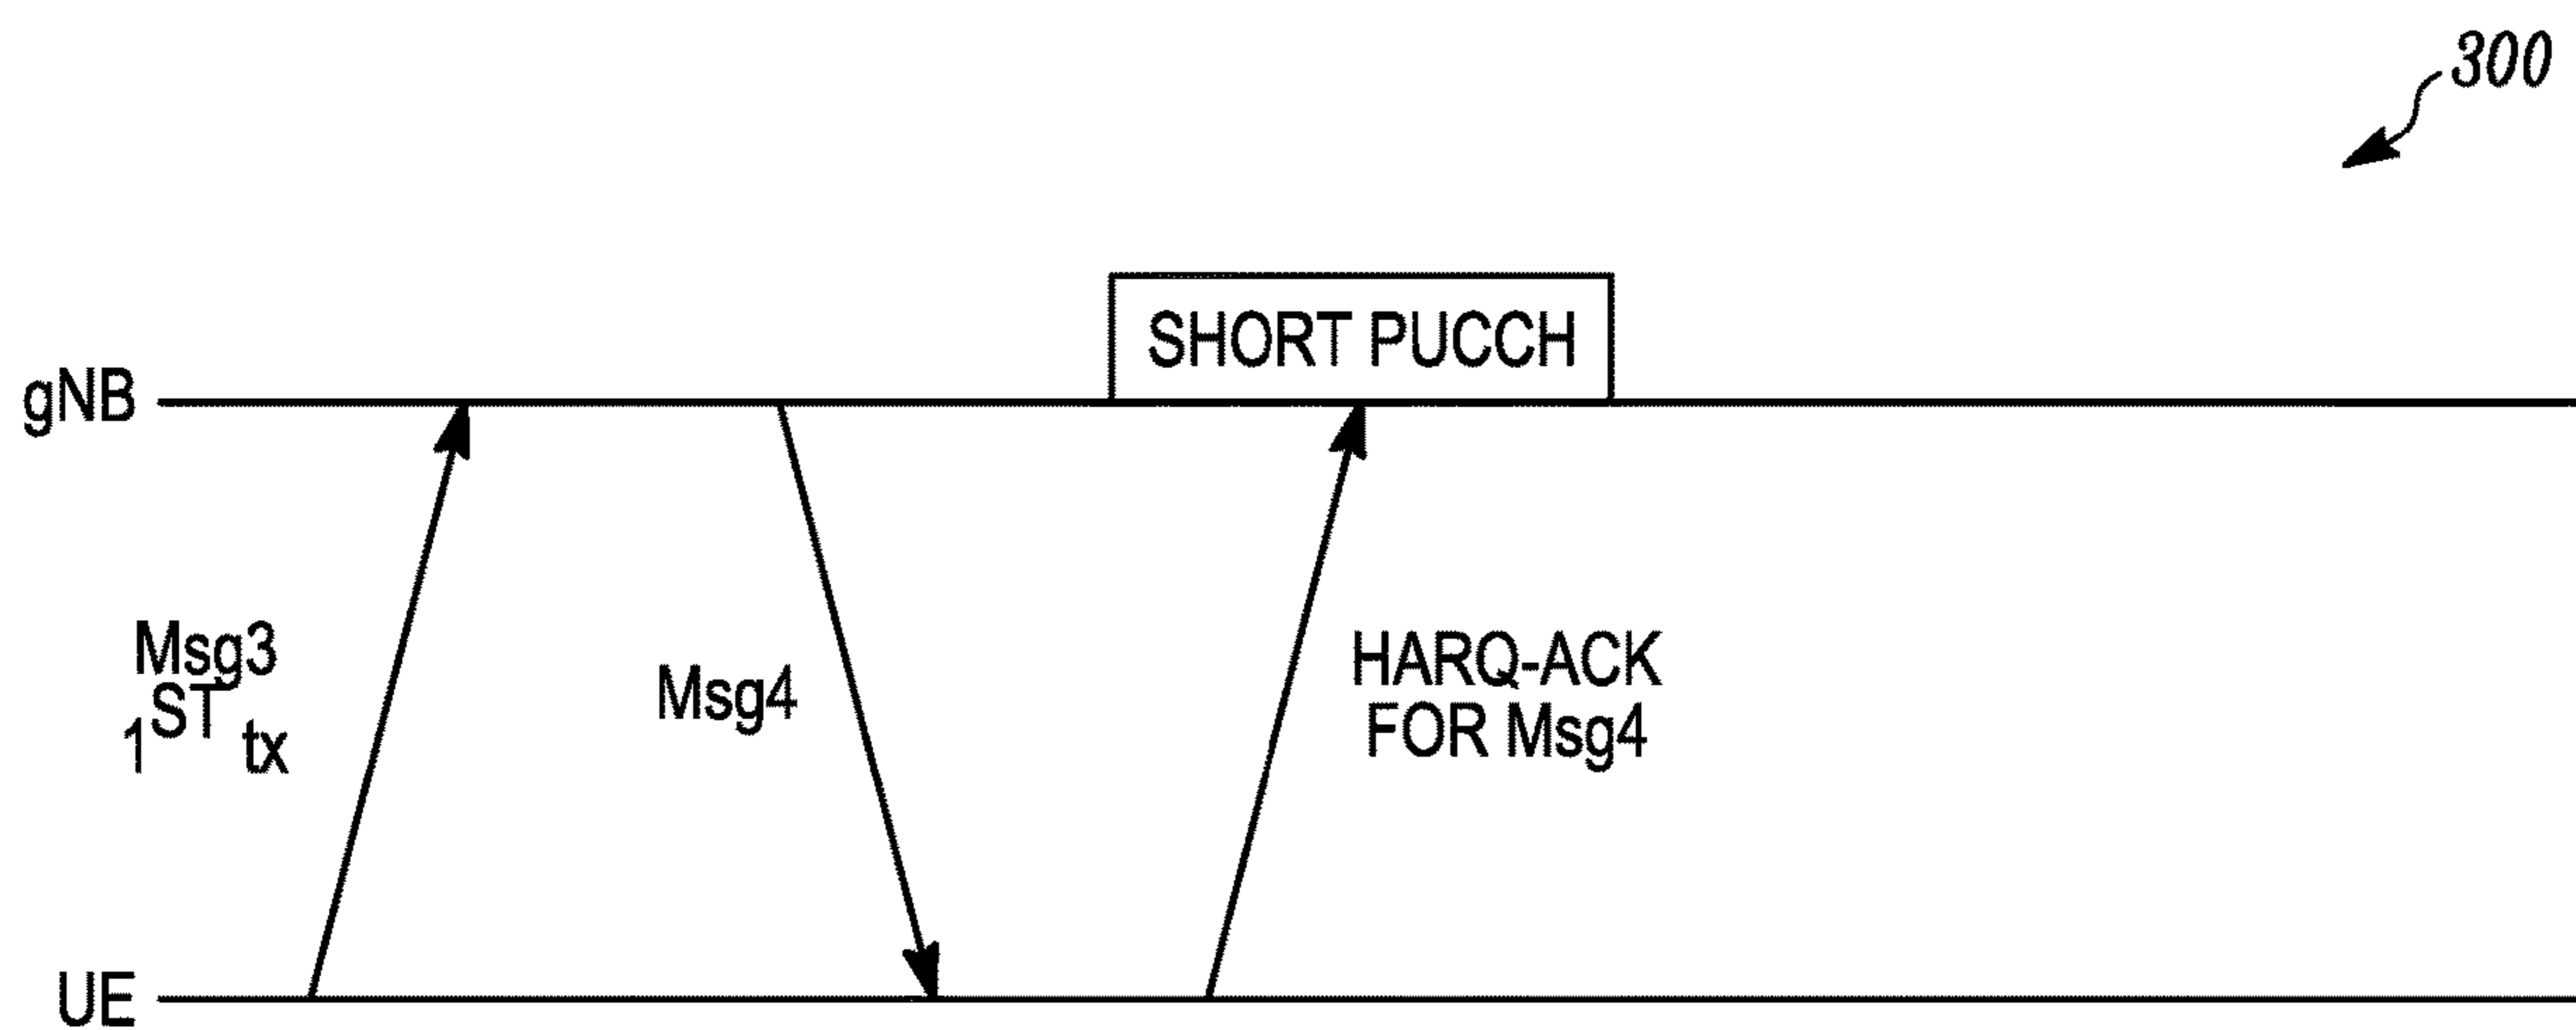 300
SHORT PUCCH
gNB
Msg3
1ST tx
Msg4
HARQ-ACK
FOR Msg4
UE